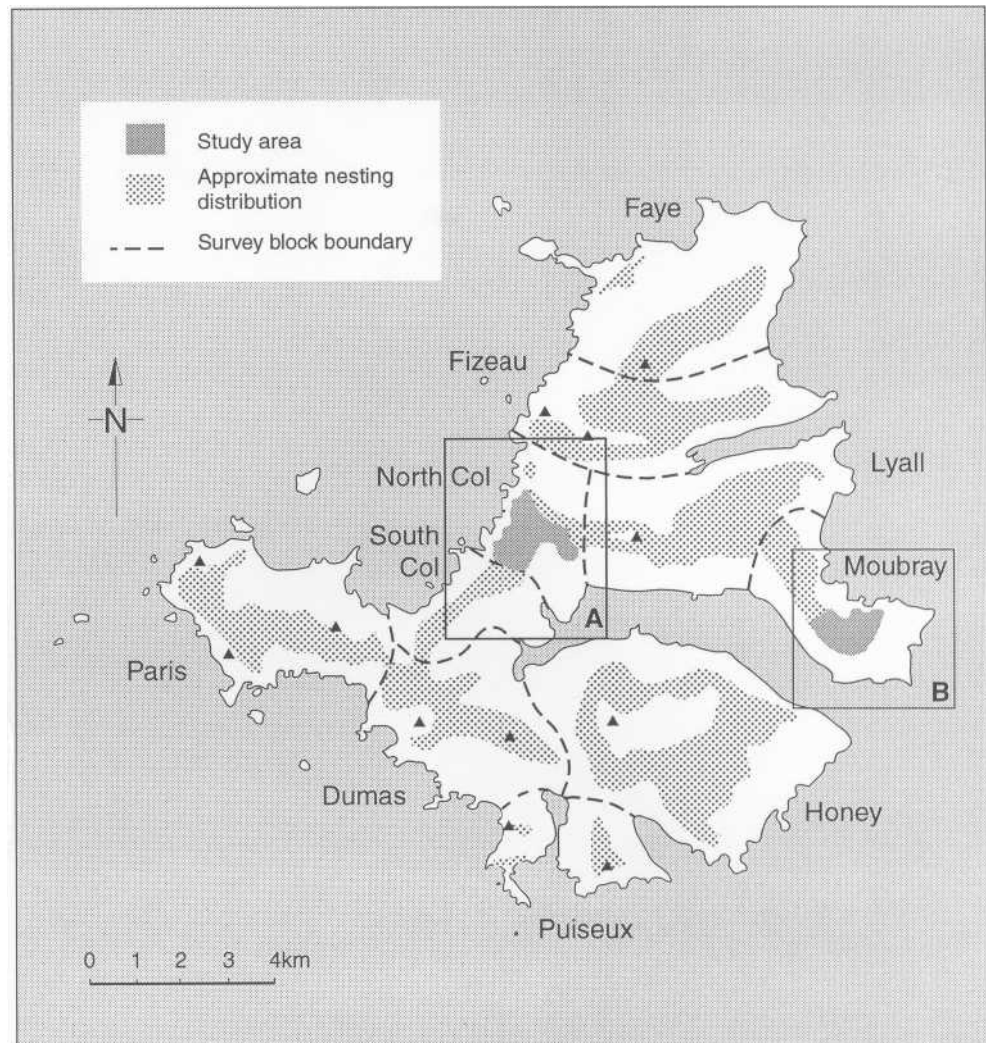 Study area
Approximate nesting
distribution
Survey block boundary
Faye
Fizeau
N
North Col
Lyall
South
Col
Moubray
A
Paris
B
Dumas
Honey
Puiseux
0 1 2 3 4km